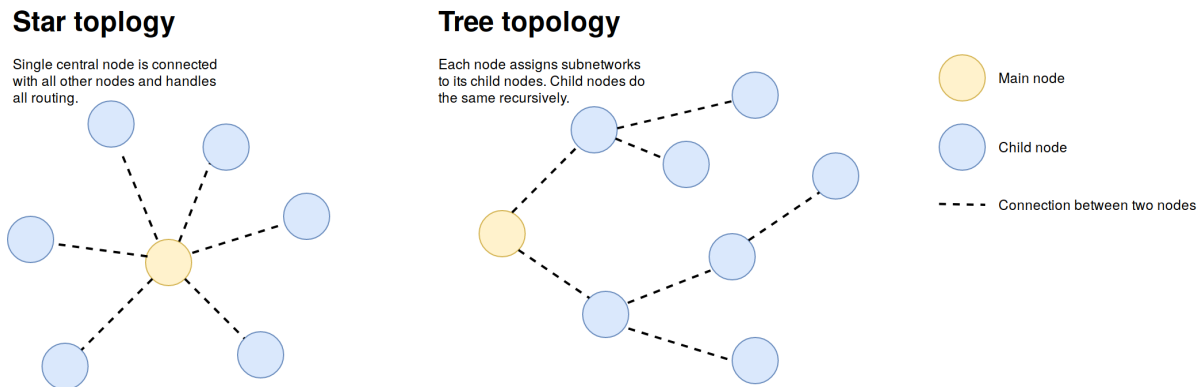 Star toplogy
Single central node is connected
with all other nodes and handles
all routing.
Tree topology
Each node assigns subnetworks
to its child nodes. Child nodes do
the same recursively.
Main node
Child node
Connection between two nodes